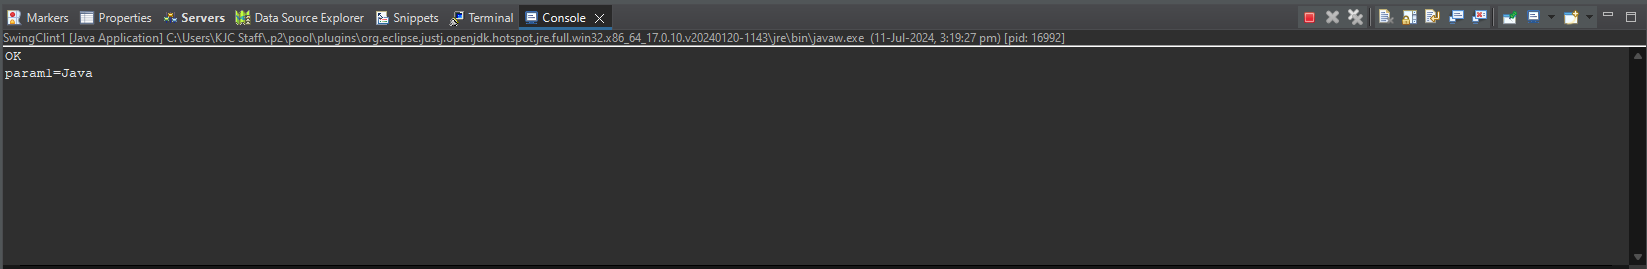 Markers Properties Servers Data Source Explorer Snippets Terminal Console
SwingClint1 [Java Application] C:\Users\KJC Staff\.p2\pool\plugins\org.eclipse.justj.openjdk.hotspot.jre.full.win32.x86_64_17.0.10.v20240120-1143\jre\bin\javaw.exe (11-Jul-2024, 3:19:27 pm) [pid: 16992]
OK
param1=Java